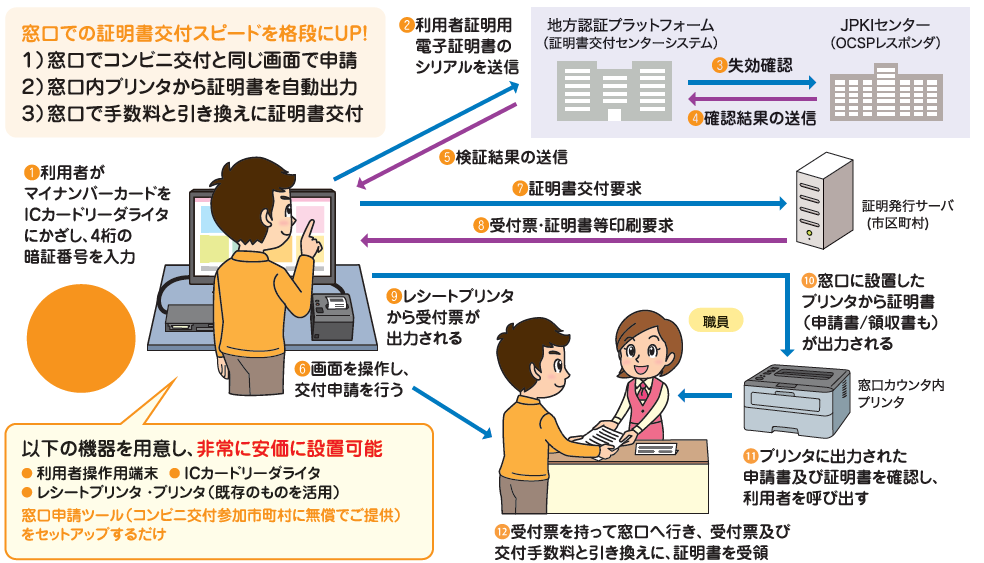 窓口での証明書交付スピードを格段にUP!
1)窓口でコンビニ交付と同じ画面で申請
2)窓口内プリンタから証明書を自動出力
3)窓口で手数料と引き換えに証明書交付
❷利用者証明用
電子証明書の
シリアルを送信
地方認証プラットフォーム
(証明書交付センターシステム)
JPKIセンター
(OCSPレスポンダ)
❸失効確認
❹確認結果の送信
❶利用者が
マイナンバーカードを
ICカードリーダライタ
にかざし、4桁の
暗証番号を入力
❺検証結果の送信
❼証明書交付要求
❽受付票・証明書等印刷要求
証明発行サーバ
(市区町村)
❾レシートプリンタ
から受付票が
出力される
❿窓口に設置した
プリンタから証明書
(申請書/領収書も)
が出力される
職員
❻画面を操作し、
交付申請を行う
窓口カウンタ内
プリンタ
以下の機器を用意し、非常に安価に設置可能
●利用者操作用端末 ●ICカードリーダライタ
●レシートプリンタ・プリンタ(既存のものを活用)
窓口申請ツール(コンビニ交付参加市町村に無償でご提供)
をセットアップするだけ
⓫プリンタに出力された
申請書及び証明書を確認し、
利用者を呼び出す
⓬受付票を持って窓口へ行き、受付票及び
交付手数料と引き換えに、証明書を受領